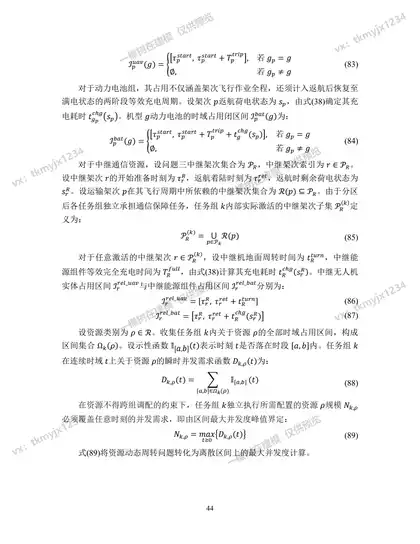 𝒥_p^{uav}(g) = { [τ_p^{start}, τ_p^{start} + T_p^{trip}], 若 g_p = g
∅, 若 g_p ≠ g (83)
对于动力电池组，其占用不仅涵盖架次飞行作业全程，还须计入返航后恢复至
满电状态的两阶段等效充电周期。设架次 p 返航荷电状态为 s_p，由式(38)确定其充
电耗时 t_{g_p}^{chg}(s_p)。机型 g 动力电池的时域占用闭区间 𝒥_p^{bat}(g) 为：
𝒥_p^{bat}(g) = { [τ_p^{start}, τ_p^{start} + T_p^{trip} + t_g^{chg}(s_p)], 若 g_p = g
∅, 若 g_p ≠ g (84)
对于中继通信资源，设问题三中继架次集合为 𝒫_R，中继架次索引为 r ∈ 𝒫_R。
设中继架次 r 的开始准备时刻为 τ_r^R，返航着陆时刻为 τ_r^{ret}，返航时剩余荷电状态为
s_r^R。设运输架次 p 在其飞行周期中所依赖的中继架次集合为 ℛ(p) ⊆ 𝒫_R。由于分区
后各任务组独立承担通信保障任务，任务组 k 内部实际激活的中继架次子集 𝒫_R^{(k)} 定
义为：
𝒫_R^{(k)} = ⋃_{p∈𝒫_k} ℛ(p) (85)
对于任意激活的中继架次 r ∈ 𝒫_R^{(k)}，设中继机地面周转时间为 t_R^{turn}，中继能
源组件等效完全充电时间为 T_R^{full}，由式(38)计算其充电耗时 t_R^{chg}(s_r^R)。中继无人机
实体占用区间 𝒥_r^{rel_uav} 与中继能源组件占用区间 𝒥_r^{rel_bat} 分别为：
𝒥_r^{rel_uav} = [τ_r^R, τ_r^{ret} + t_R^{turn}] (86)
𝒥_r^{rel_bat} = [τ_r^R, τ_r^{ret} + t_R^{chg}(s_r^R)] (87)
设资源类别为 ρ ∈ ℛ。收集任务组 k 内关于资源 ρ 的全部时域占用区间，构成
区间集合 Ω_k(ρ)。设示性函数 𝕀_{[a,b]}(t) 表示时刻 t 是否落在时段 [a, b] 内。任务组 k
在连续时域 t 上关于资源 ρ 的瞬时并发需求函数 D_{k,ρ}(t) 为：
D_{k,ρ}(t) = ∑_{[a,b]∈Ω_k(ρ)} 𝕀_{[a,b]}(t) (88)
在资源不得跨组调配的约束下，任务组 k 独立执行所需配置的资源 ρ 规模 N_{k,ρ}
必须覆盖任意时刻的并发需求，即由区间最大并发度峰值界定：
N_{k,ρ} = max_{t≥0} {D_{k,ρ}(t)} (89)
式(89)将资源动态周转问题转化为离散区间上的最大并发度计算。
44